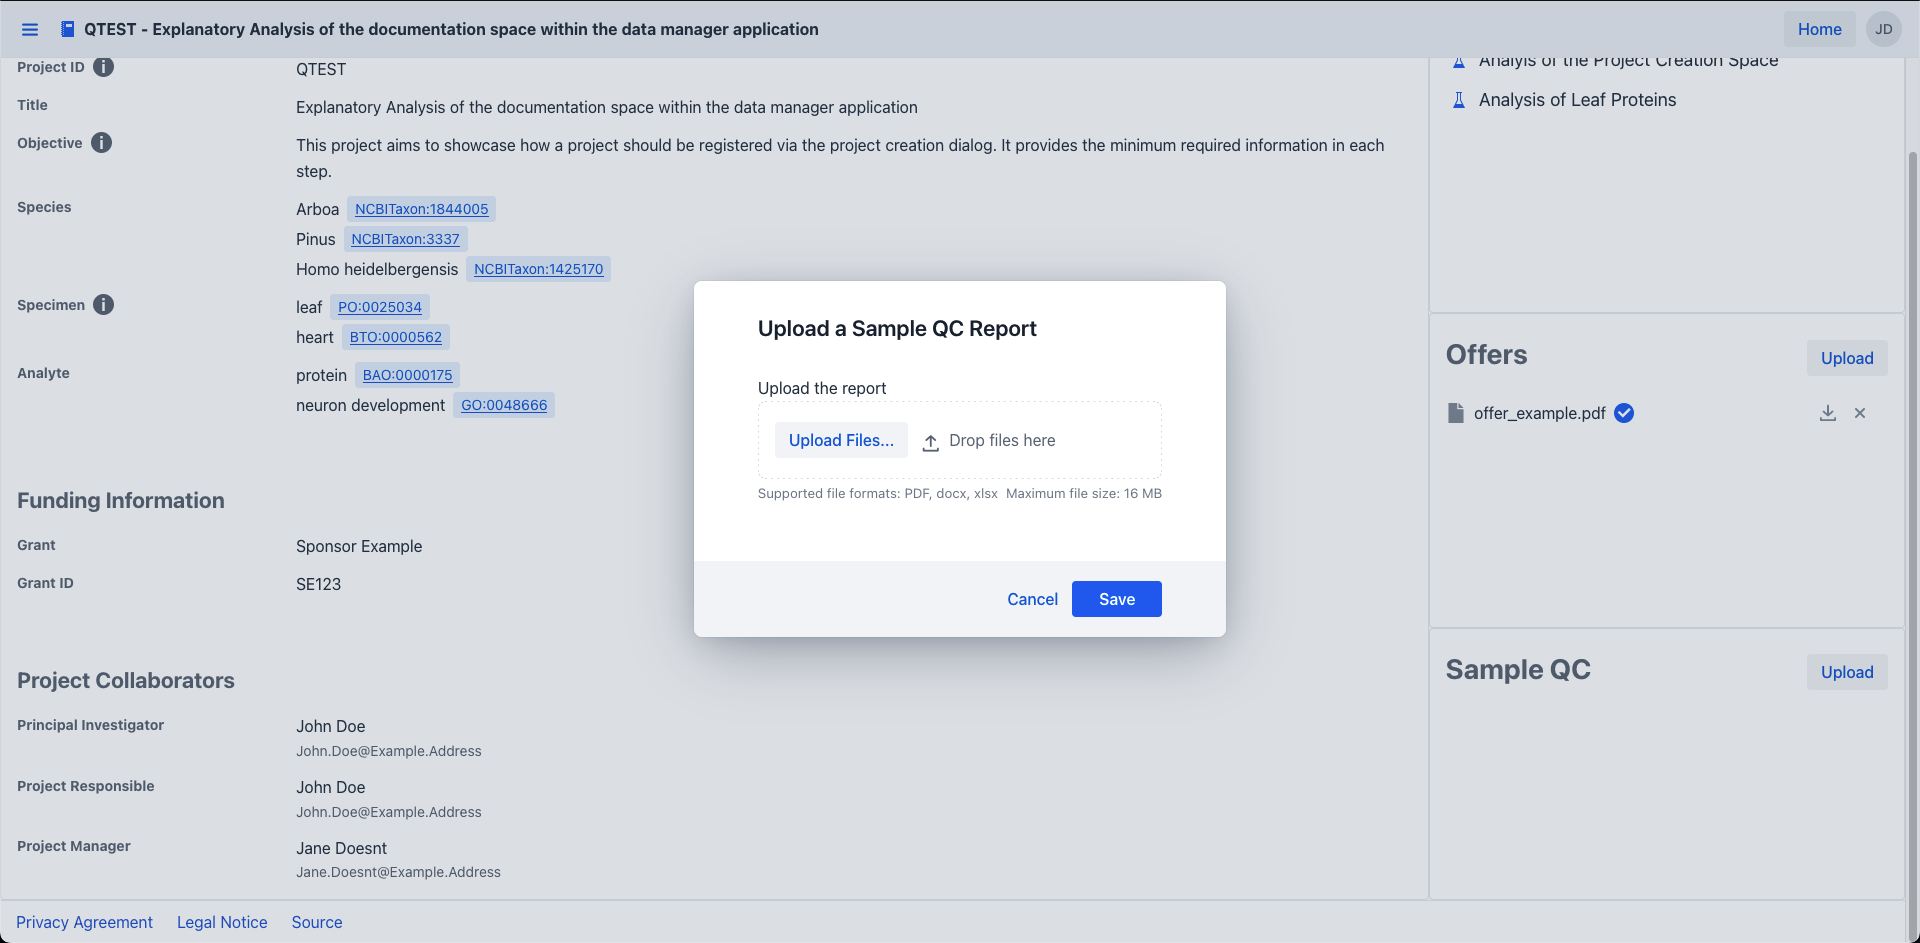 QTEST - Explanatory Analysis of the documentation space within the data manager application
Home
JD
Project ID
QTEST
Title
Explanatory Analysis of the documentation space within the data manager application
Objective
This project aims to showcase how a project should be registered via the project creation dialog. It provides the minimum required information in each
step.
Species
Arboa NCBITaxon:1844005
Pinus NCBITaxon:3337
Homo heidelbergensis NCBITaxon:1425170
Specimen
leaf PO:0025034
heart BTO:0000562
Analyte
protein BAO:0000175
neuron development GO:0048666
Funding Information
Grant
Sponsor Example
Grant ID
SE123
Project Collaborators
Principal Investigator
John Doe
John.Doe@Example.Address
Project Responsible
John Doe
John.Doe@Example.Address
Project Manager
Jane Doesnt
Jane.Doesnt@Example.Address
Upload a Sample QC Report
Upload the report
Upload Files... Drop files here
Supported file formats: PDF, docx, xlsx Maximum file size: 16 MB
Cancel
Save
Analyis of the Project Creation Space
Analysis of Leaf Proteins
Offers
Upload
offer_example.pdf
Sample QC
Upload
Privacy Agreement
Legal Notice
Source